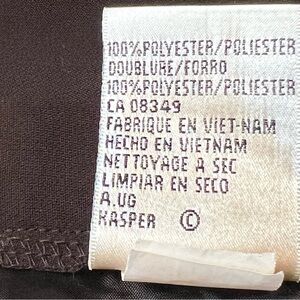 100%POLYESTER/POLIESTER
DOUBLURE/FORRO
100%POLYESTER/POLIESTER
CA 08349
FABRIQUE EN VIET-NAM
HECHO EN VIETNAM
NETTOYAGE A SEC
LIMPIAR EN SECO
A.UG
KASPER ©